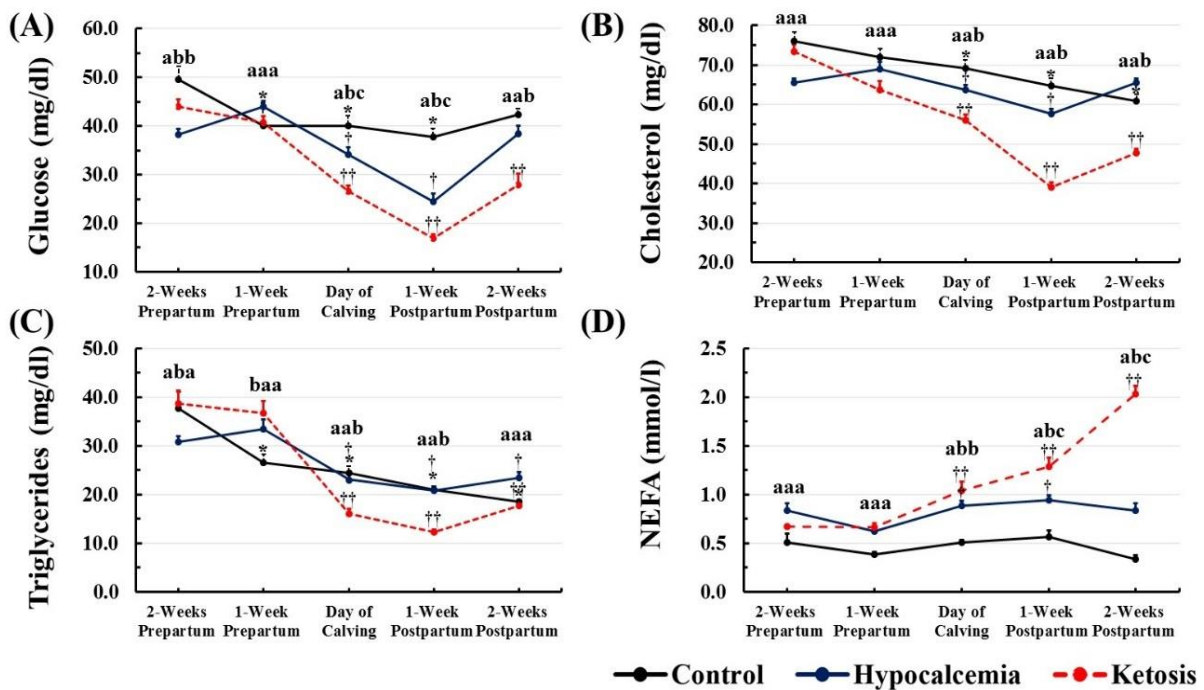 (A)
Glucose (mg/dl)
60.0
50.0
40.0
30.0
20.0
10.0
abb
aaa
*
abc
*
†
††
abc
*
†
††
aab
††
2-Weeks
Prepartum
1-Week
Prepartum
Day of
Calving
1-Week
Postpartum
2-Weeks
Postpartum
(B)
Cholesterol (mg/dl)
80.0
70.0
60.0
50.0
40.0
30.0
20.0
aaa
aaa
aab
*
†
††
aab
*
†
††
aab
*
††
2-Weeks
Prepartum
1-Week
Prepartum
Day of
Calving
1-Week
Postpartum
2-Weeks
Postpartum
(C)
Triglycerides (mg/dl)
50.0
40.0
30.0
20.0
10.0
0.0
aba
baa
*
aab
†
*
††
aab
†
*
††
aaa
†
††
*
2-Weeks
Prepartum
1-Week
Prepartum
Day of
Calving
1-Week
Postpartum
2-Weeks
Postpartum
(D)
NEFA (mmol/l)
2.5
2.0
1.5
1.0
0.5
0.0
aaa
aaa
abb
††
abc
††
†
abc
††
2-Weeks
Prepartum
1-Week
Prepartum
Day of
Calving
1-Week
Postpartum
2-Weeks
Postpartum
Control Hypocalcemia Ketosis